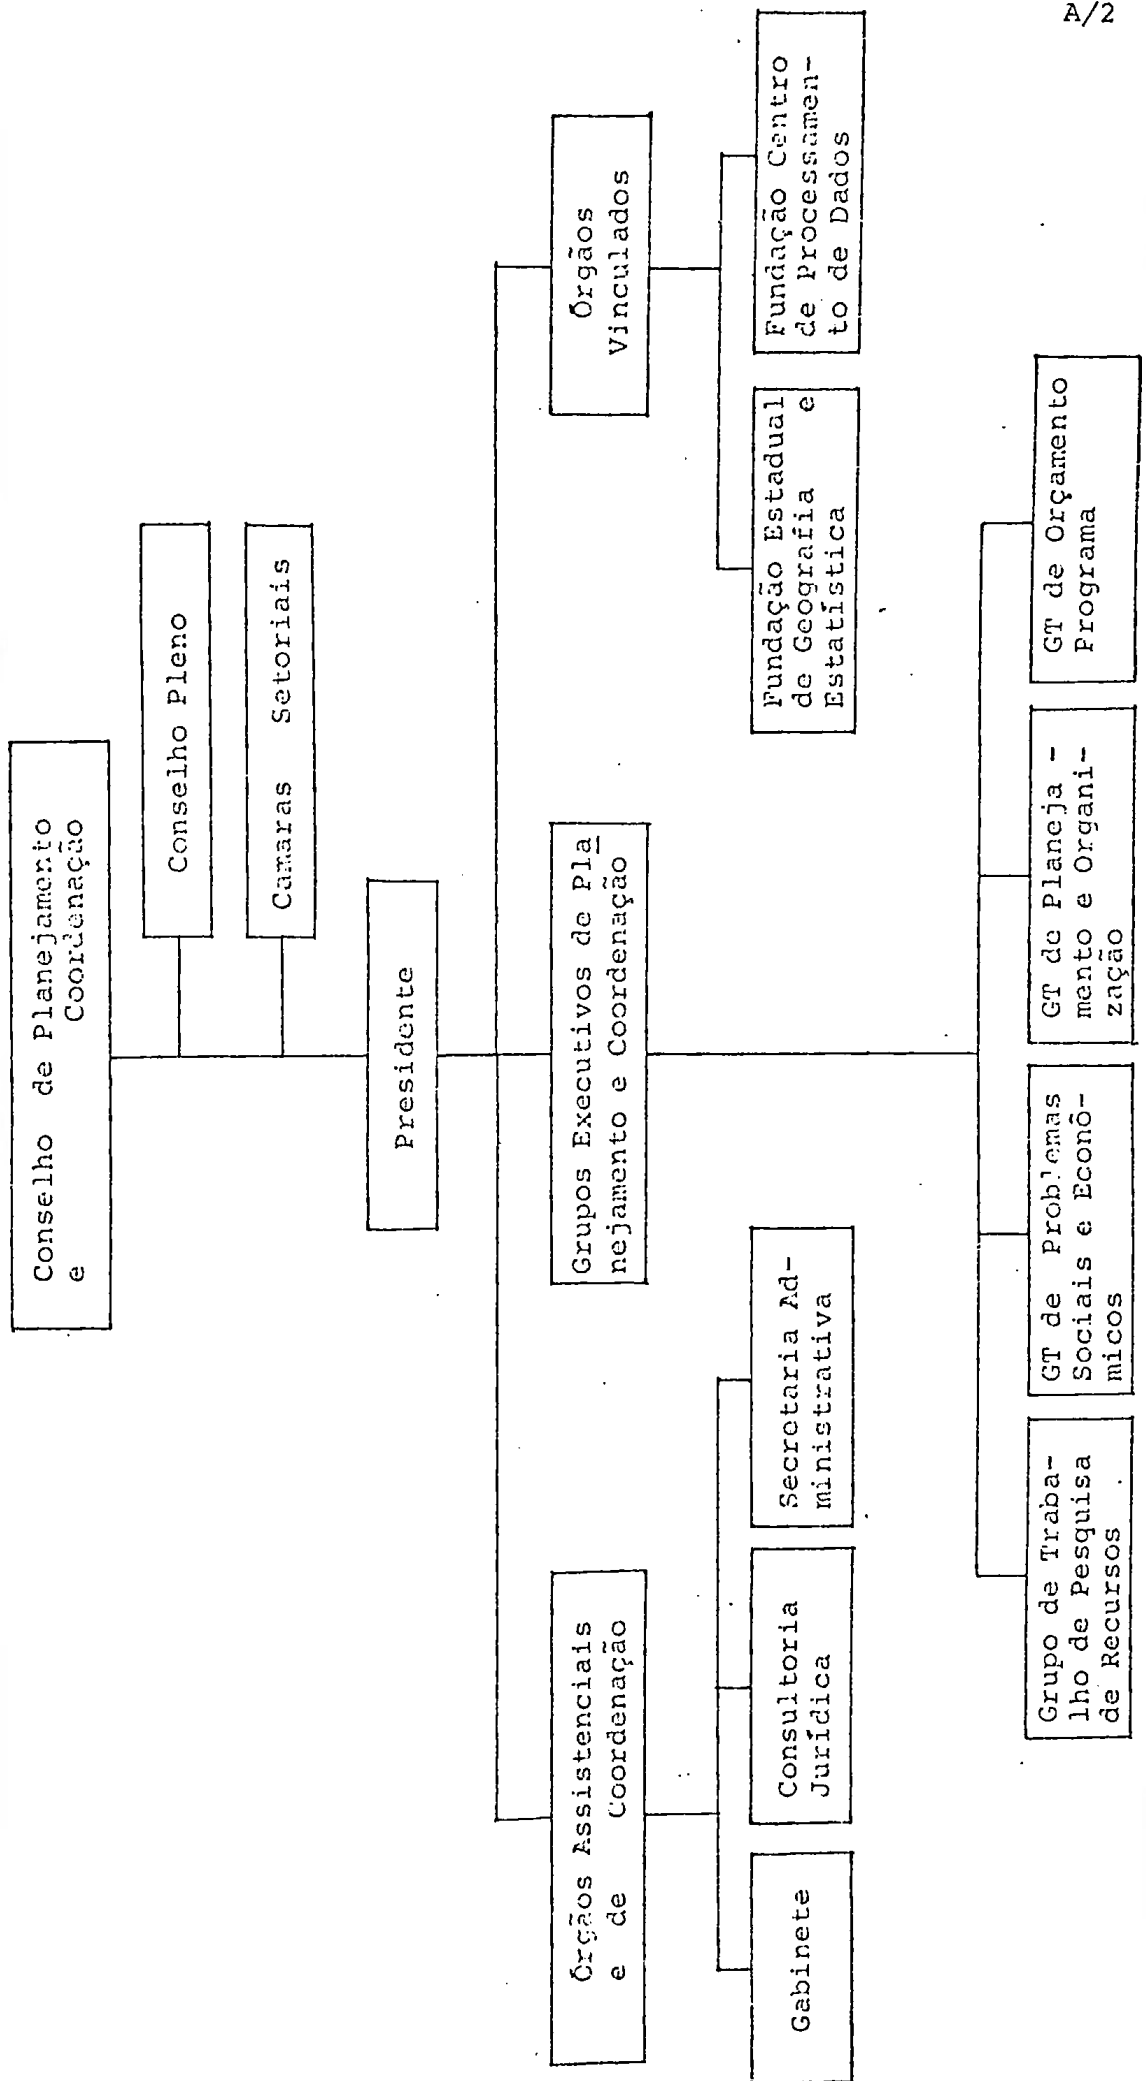 A/2
Conselho de Planejamento
e Coordenação
Conselho Pleno
Camaras Setoriais
Presidente
Órgãos Assistenciais
e de Coordenação
Grupos Executivos de Pla
nejamento e Coordenação
Órgãos
Vinculados
Gabinete
Consultoria
Jurídica
Secretaria Ad-
ministrativa
Fundação Estadual
de Geografia e
Estatística
Fundação Centro
de Processamen-
to de Dados
Grupo de Traba-
lho de Pesquisa
de Recursos
GT de Problemas
Sociais e Econô-
micos
GT de Planeja -
mento e Organi-
zação
GT de Orçamento
Programa